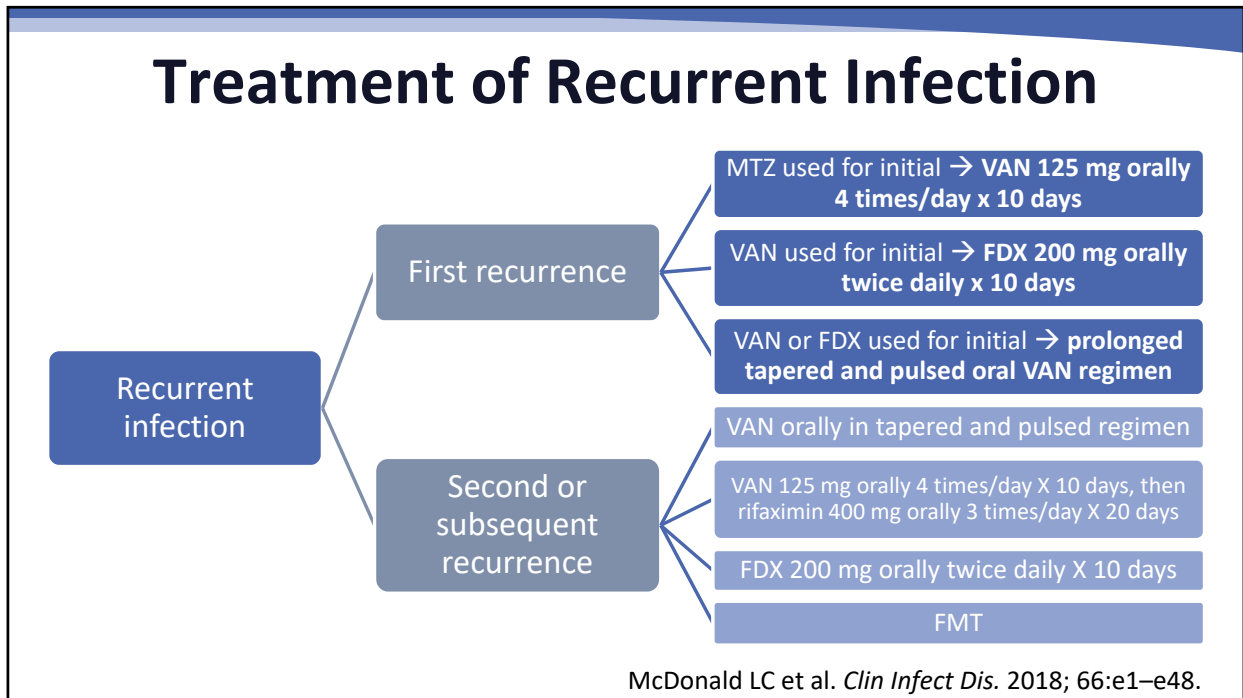 Treatment of Recurrent Infection
Recurrent
infection
First recurrence
MTZ used for initial → VAN 125 mg orally
4 times/day x 10 days
VAN used for initial → FDX 200 mg orally
twice daily x 10 days
VAN or FDX used for initial → prolonged
tapered and pulsed oral VAN regimen
Second or
subsequent
recurrence
VAN orally in tapered and pulsed regimen
VAN 125 mg orally 4 times/day X 10 days, then
rifaximin 400 mg orally 3 times/day X 20 days
FDX 200 mg orally twice daily X 10 days
FMT
McDonald LC et al. Clin Infect Dis. 2018; 66:e1–e48.